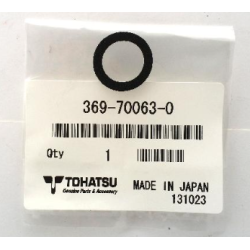 369-70063-0
Qty 1
TOHATSU MADE IN JAPAN
Genuine Parts & Accessory 131023